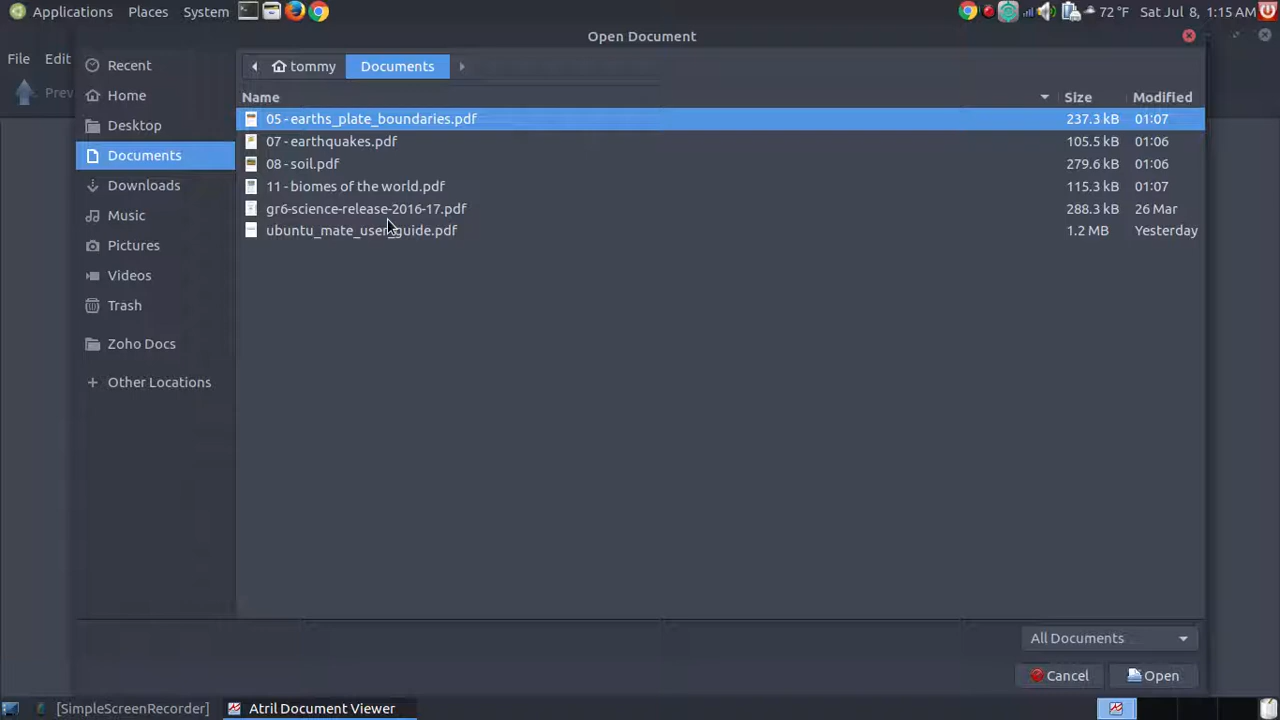 Applications Places System 72 °F Sat Jul 8, 1:15 AM
Open Document
File Edit
Prev
Recent
Home
Desktop
Documents
Downloads
Music
Pictures
Videos
Trash
Zoho Docs
Other Locations
tommy Documents
Name Size Modified
05 - earths_plate_boundaries.pdf 237.3 kB 01:07
07 - earthquakes.pdf 105.5 kB 01:06
08 - soil.pdf 279.6 kB 01:06
11 - biomes of the world.pdf 115.3 kB 01:07
gr6-science-release-2016-17.pdf 288.3 kB 26 Mar
ubuntu_mate_user_guide.pdf 1.2 MB Yesterday
All Documents
Cancel Open
[SimpleScreenRecorder] Atril Document Viewer